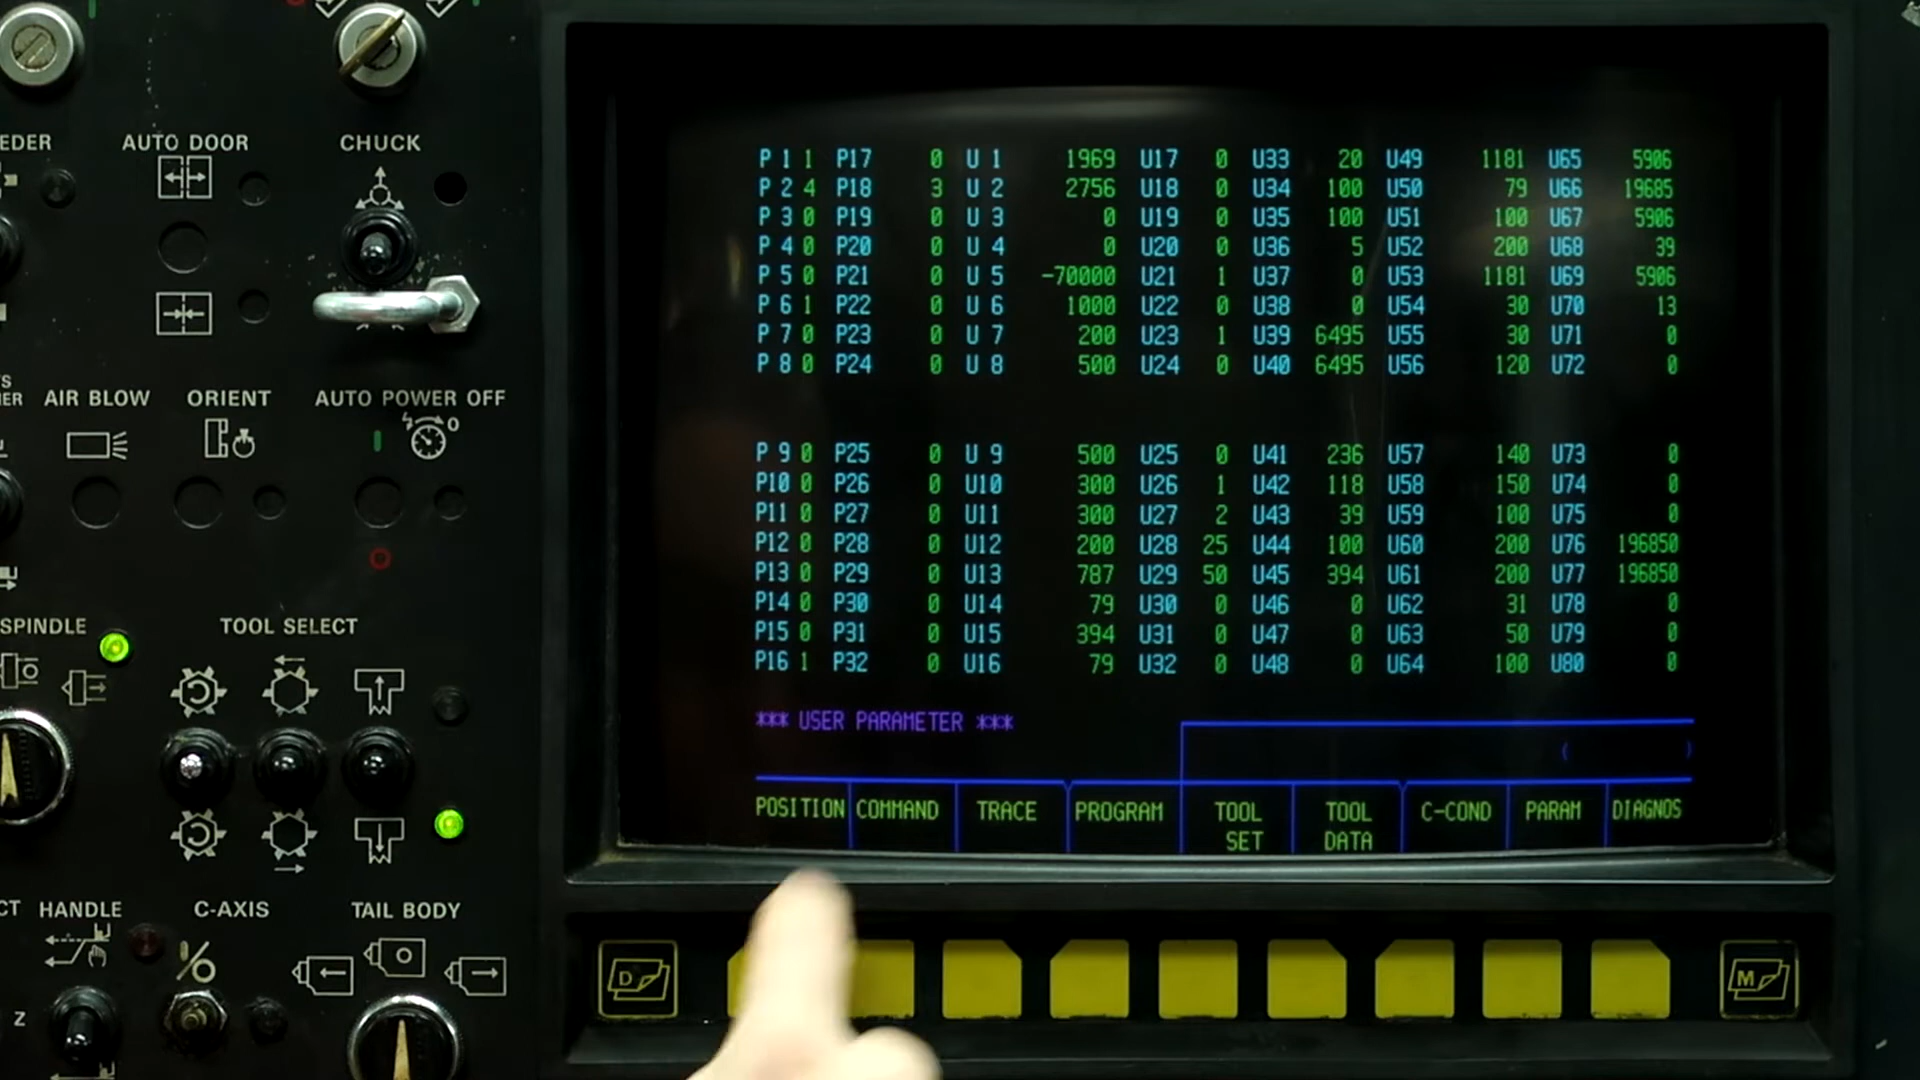 EDER AUTO DOOR CHUCK
AIR BLOW ORIENT AUTO POWER OFF
SPINDLE TOOL SELECT
CT HANDLE C-AXIS TAIL BODY
Z
P 1 1 P17 0 U 1 1969 U17 0 U33 20 U49 1181 U65 5906
P 2 4 P18 3 U 2 2756 U18 0 U34 100 U50 79 U66 19685
P 3 0 P19 0 U 3 0 U19 0 U35 100 U51 100 U67 5906
P 4 0 P20 0 U 4 0 U20 0 U36 5 U52 200 U68 39
P 5 0 P21 0 U 5 -70000 U21 1 U37 0 U53 1181 U69 5906
P 6 1 P22 0 U 6 1000 U22 0 U38 0 U54 30 U70 13
P 7 0 P23 0 U 7 200 U23 1 U39 6495 U55 30 U71 0
P 8 0 P24 0 U 8 500 U24 0 U40 6495 U56 120 U72 0
P 9 0 P25 0 U 9 500 U25 0 U41 236 U57 140 U73 0
P10 0 P26 0 U10 300 U26 1 U42 118 U58 150 U74 0
P11 0 P27 0 U11 300 U27 2 U43 39 U59 100 U75 0
P12 0 P28 0 U12 200 U28 25 U44 100 U60 200 U76 196850
P13 0 P29 0 U13 787 U29 50 U45 394 U61 200 U77 196850
P14 0 P30 0 U14 79 U30 0 U46 0 U62 31 U78 0
P15 0 P31 0 U15 394 U31 0 U47 0 U63 50 U79 0
P16 1 P32 0 U16 79 U32 0 U48 0 U64 100 U80 0
*** USER PARAMETER ***
( )
POSITION COMMAND TRACE PROGRAM TOOL SET TOOL DATA C-COND PARAM DIAGNOS
D M